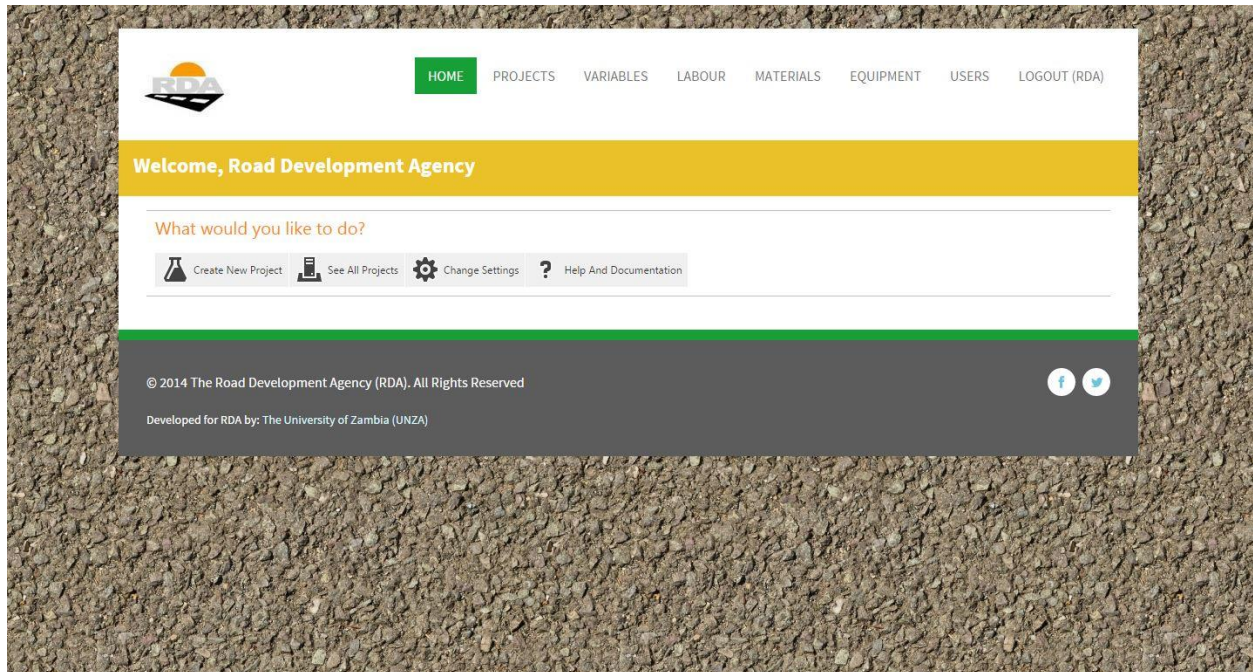 RDA
HOME PROJECTS VARIABLES LABOUR MATERIALS EQUIPMENT USERS LOGOUT (RDA)
Welcome, Road Development Agency
What would you like to do?
Create New Project See All Projects Change Settings ? Help And Documentation
© 2014 The Road Development Agency (RDA). All Rights Reserved
Developed for RDA by: The University of Zambia (UNZA)